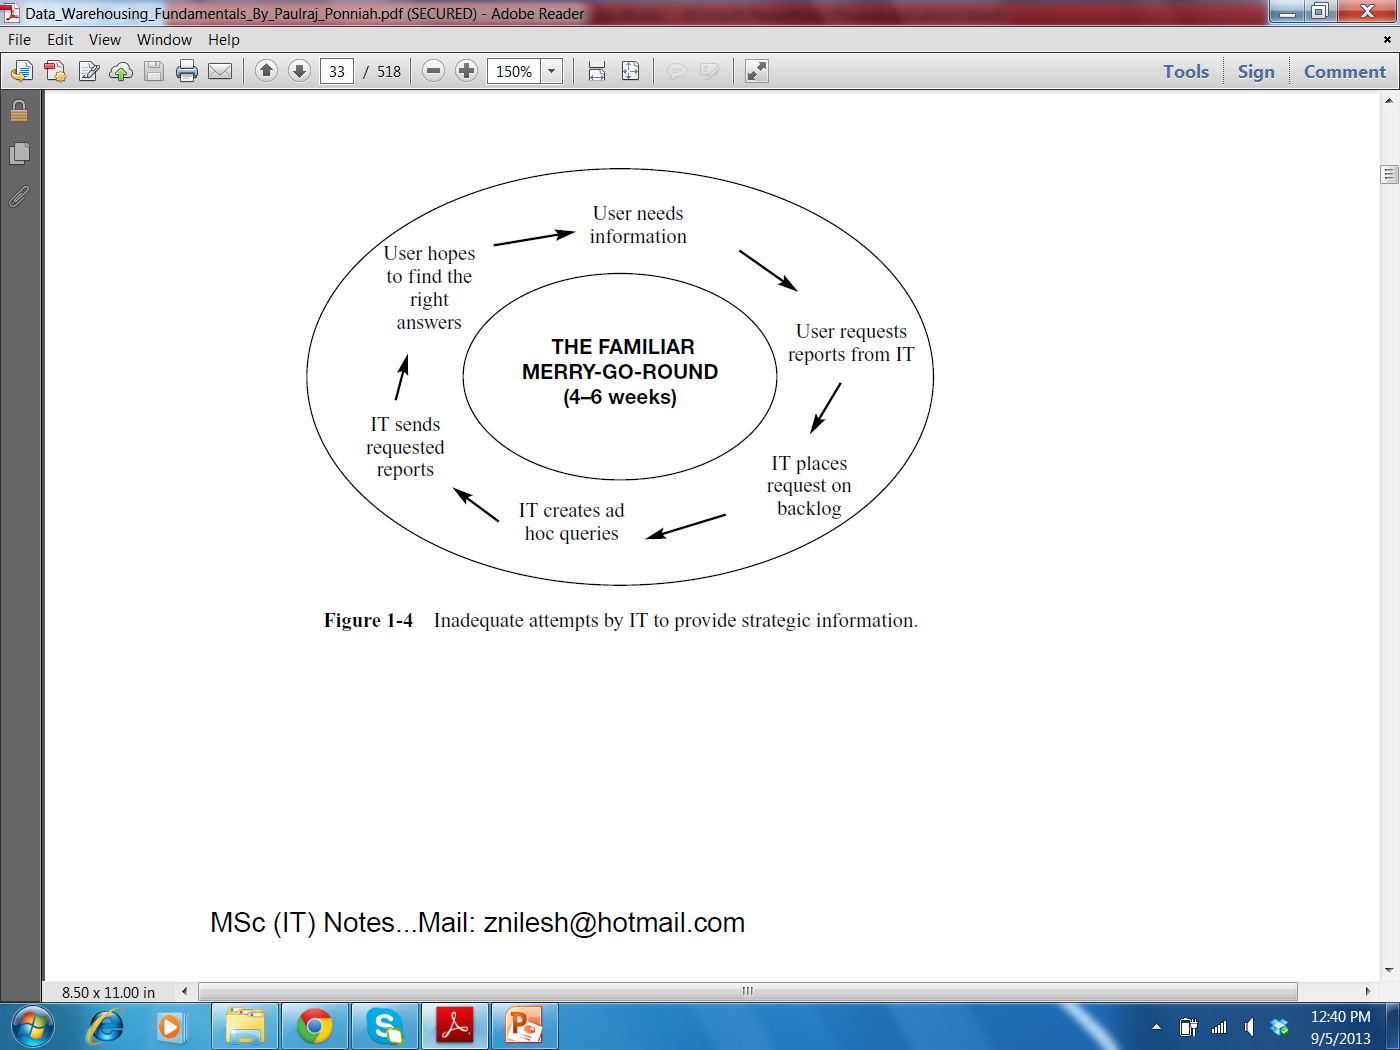 Data_Warehousing_Fundamentals_By_Paulraj_Ponniah.pdf (SECURED) - Adobe Reader
File Edit View Window Help
33 / 518 150% Tools Sign Comment
User needs
information
User hopes
to find the
right
answers
THE FAMILIAR
MERRY-GO-ROUND
(4–6 weeks)
User requests
reports from IT
IT sends
requested
reports
IT places
request on
backlog
IT creates ad
hoc queries
Figure 1-4 Inadequate attempts by IT to provide strategic information.
MSc (IT) Notes...Mail: znilesh@hotmail.com
8.50 x 11.00 in
12:40 PM
9/5/2013